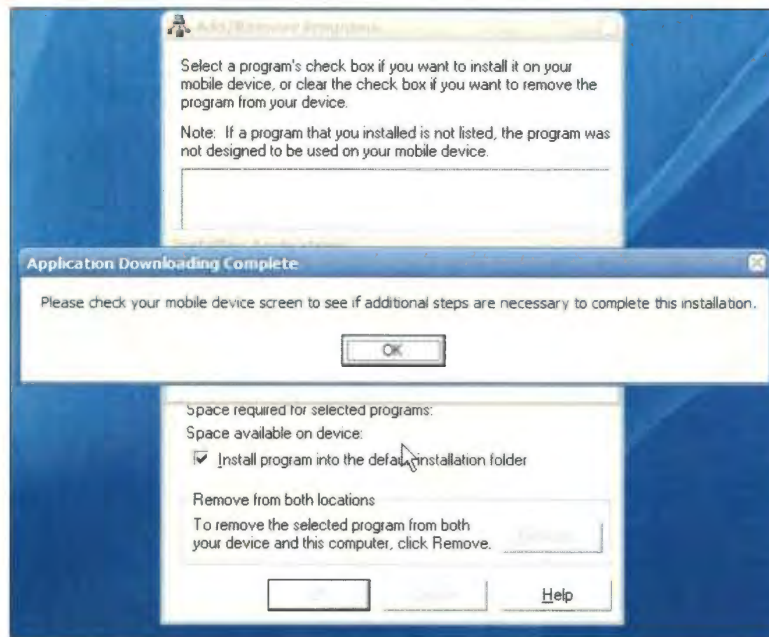 Add/Remove Programs
Select a program's check box if you want to install it on your
mobile device, or clear the check box if you want to remove the
program from your device.
Note: If a program that you installed is not listed, the program was
not designed to be used on your mobile device.
Application Downloading Complete
Please check your mobile device screen to see if additional steps are necessary to complete this installation.
OK
Space required for selected programs:
Space available on device:
Install program into the default installation folder
Remove from both locations
To remove the selected program from both
your device and this computer, click Remove.
Help